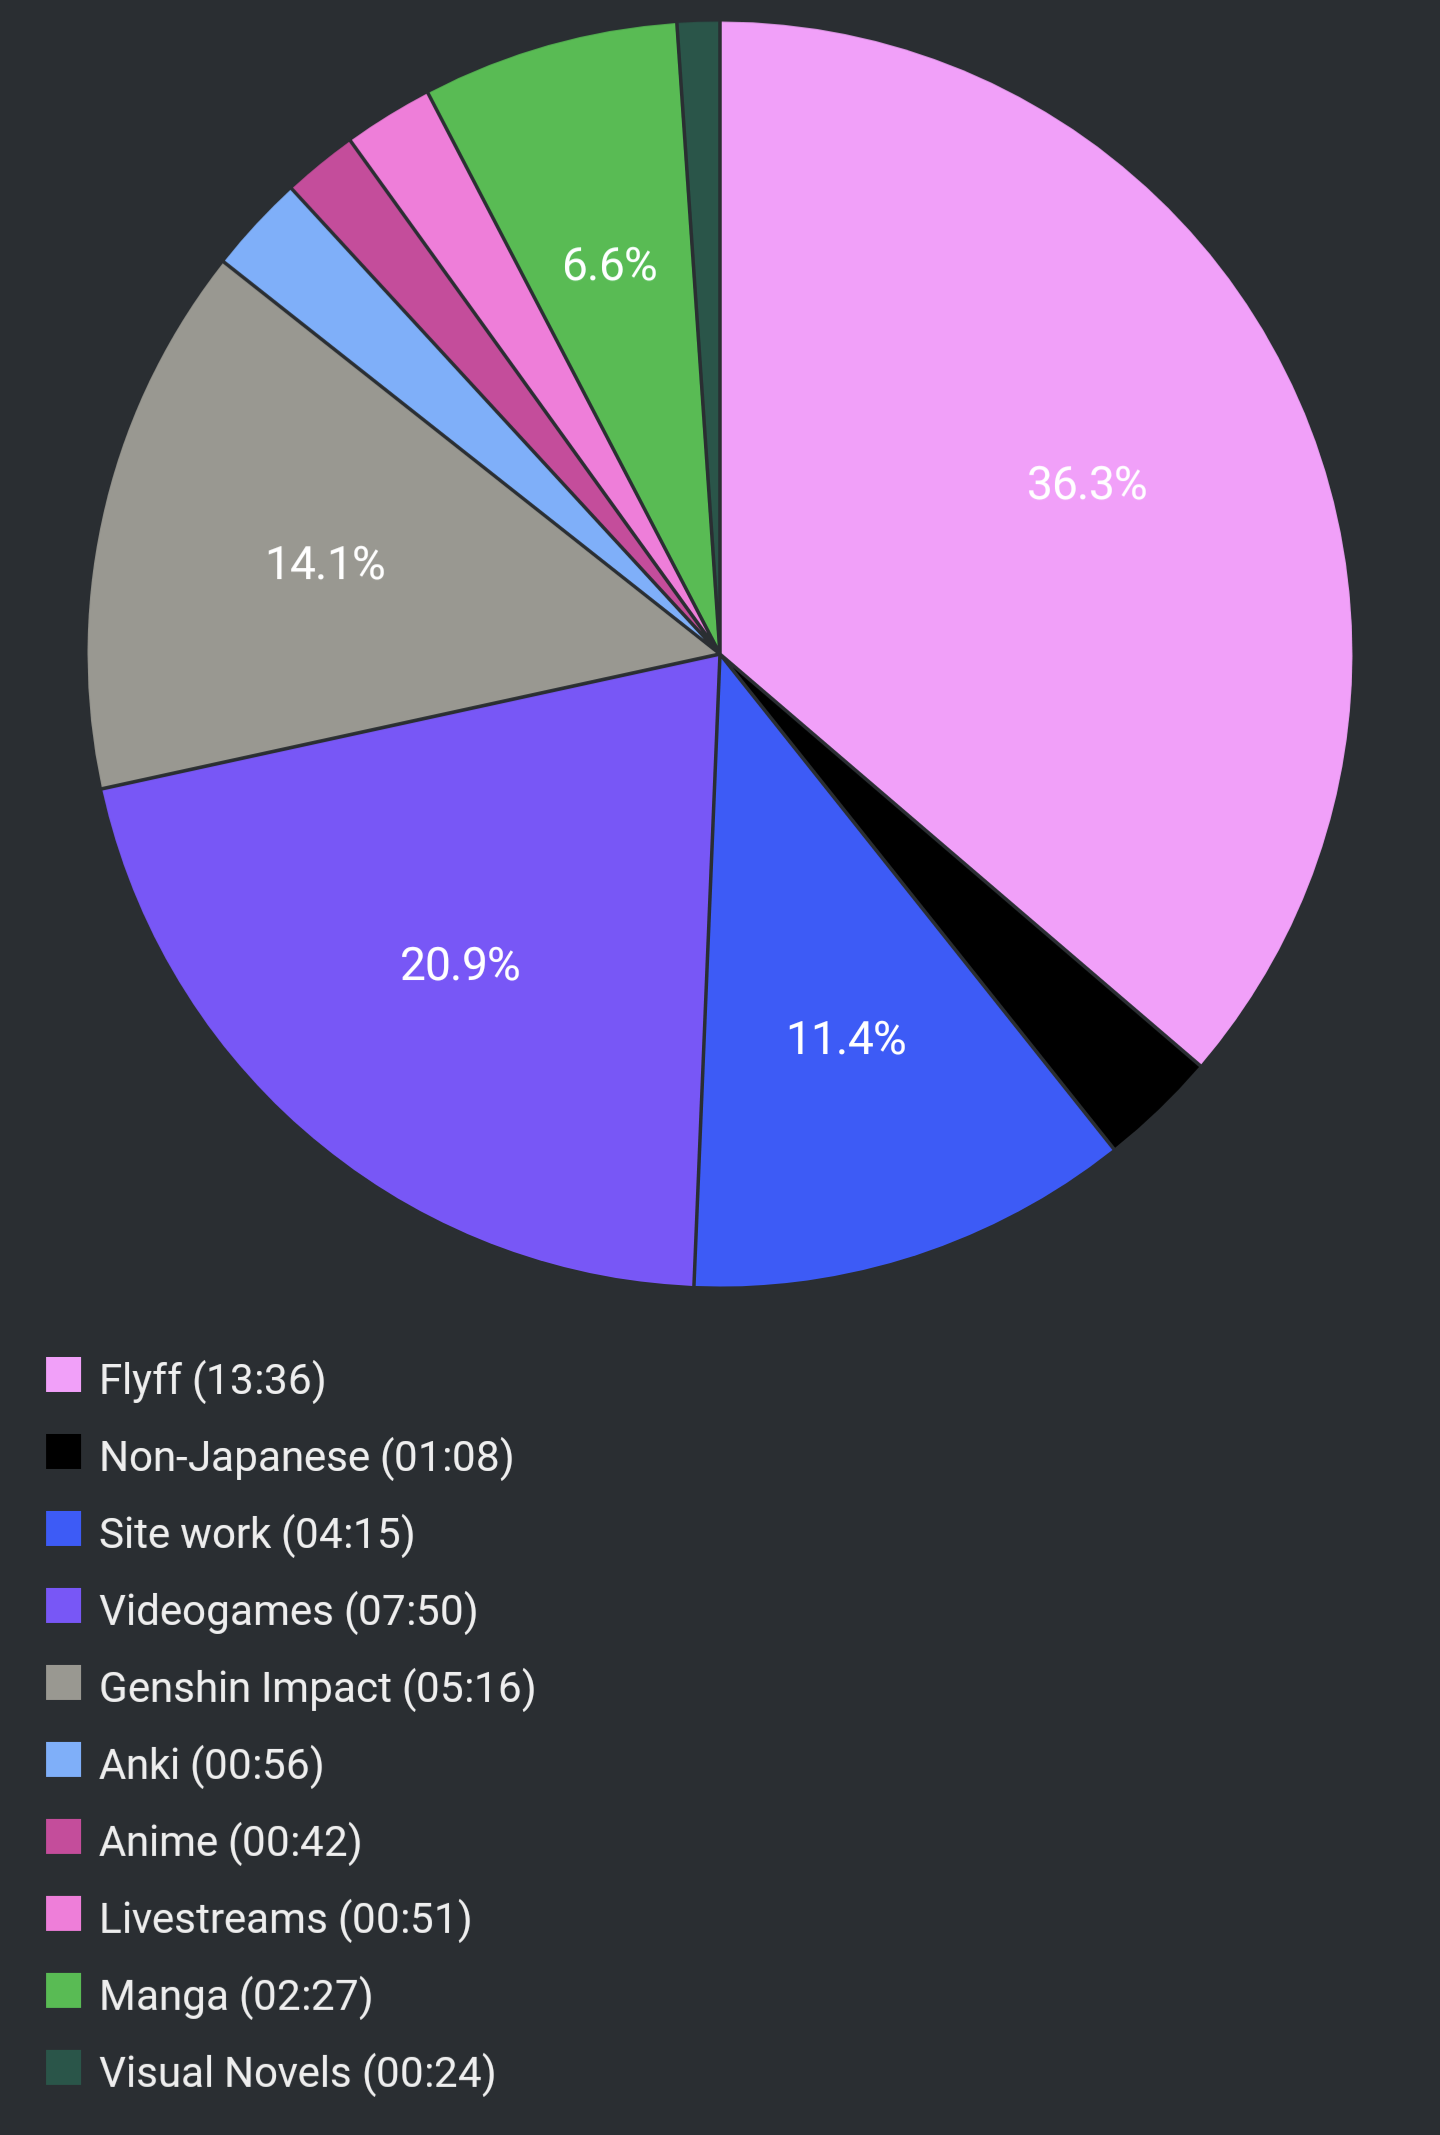 6.6%
36.3%
14.1%
20.9%
11.4%
Flyff (13:36)
Non-Japanese (01:08)
Site work (04:15)
Videogames (07:50)
Genshin Impact (05:16)
Anki (00:56)
Anime (00:42)
Livestreams (00:51)
Manga (02:27)
Visual Novels (00:24)